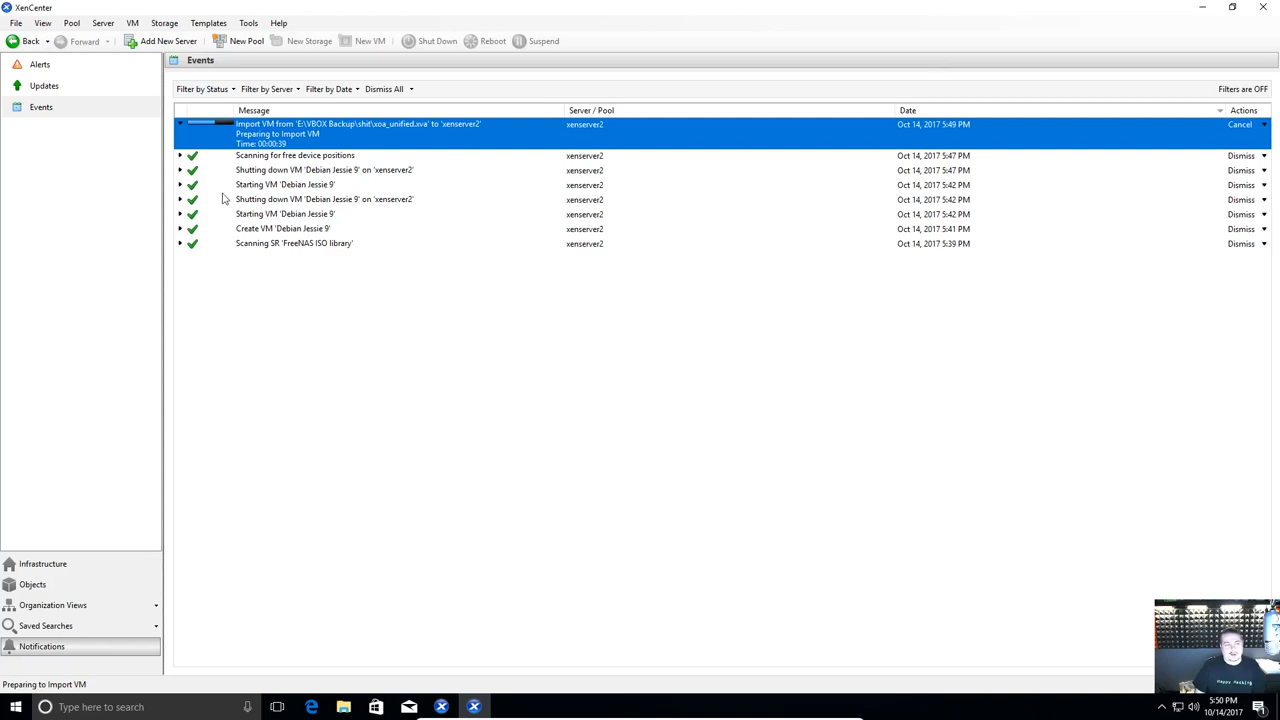 XenCenter
File View Pool Server VM Storage Templates Tools Help
Back Forward Add New Server New Pool New Storage New VM Shut Down Reboot Suspend
Alerts
Updates
Events
Events
Filter by Status Filter by Server Filter by Date Dismiss All Filters are OFF
Message Server / Pool Date Actions
Import VM from 'E:\VBOX Backup\shit\xoa_unified.xva' to 'xenserver2' xenserver2 Oct 14, 2017 5:49 PM Cancel
Preparing to Import VM
Time: 00:00:39
Scanning for free device positions xenserver2 Oct 14, 2017 5:47 PM Dismiss
Shutting down VM 'Debian Jessie 9' on 'xenserver2' xenserver2 Oct 14, 2017 5:47 PM Dismiss
Starting VM 'Debian Jessie 9' xenserver2 Oct 14, 2017 5:42 PM Dismiss
Shutting down VM 'Debian Jessie 9' on 'xenserver2' xenserver2 Oct 14, 2017 5:42 PM Dismiss
Starting VM 'Debian Jessie 9' xenserver2 Oct 14, 2017 5:42 PM Dismiss
Create VM 'Debian Jessie 9' xenserver2 Oct 14, 2017 5:41 PM Dismiss
Scanning SR 'FreeNAS ISO library' xenserver2 Oct 14, 2017 5:39 PM Dismiss
Infrastructure
Objects
Organization Views
Saved Searches
Notifications
Preparing to Import VM
Happy Hacking
Type here to search
5:50 PM
10/14/2017